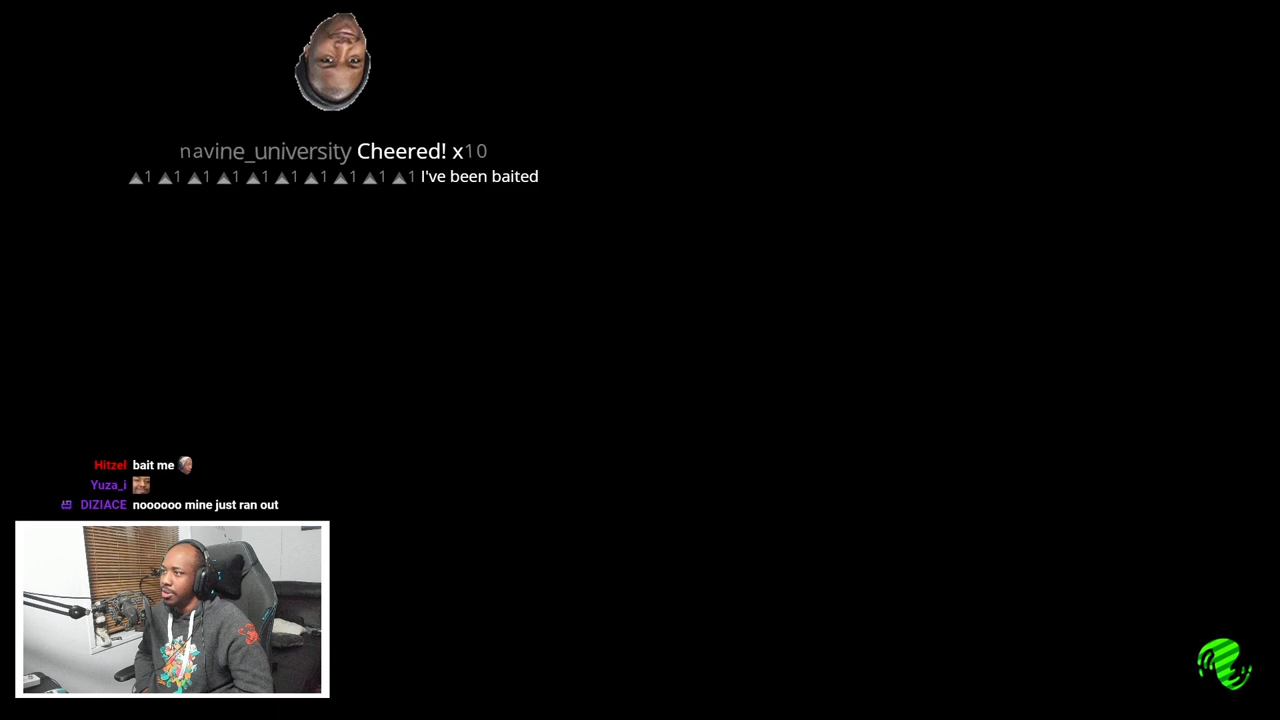 navine_university Cheered! x10
1 1 1 1 1 1 1 1 1 1 I've been baited
Hitzel bait me
Yuza_i
DIZIACE noooooo mine just ran out